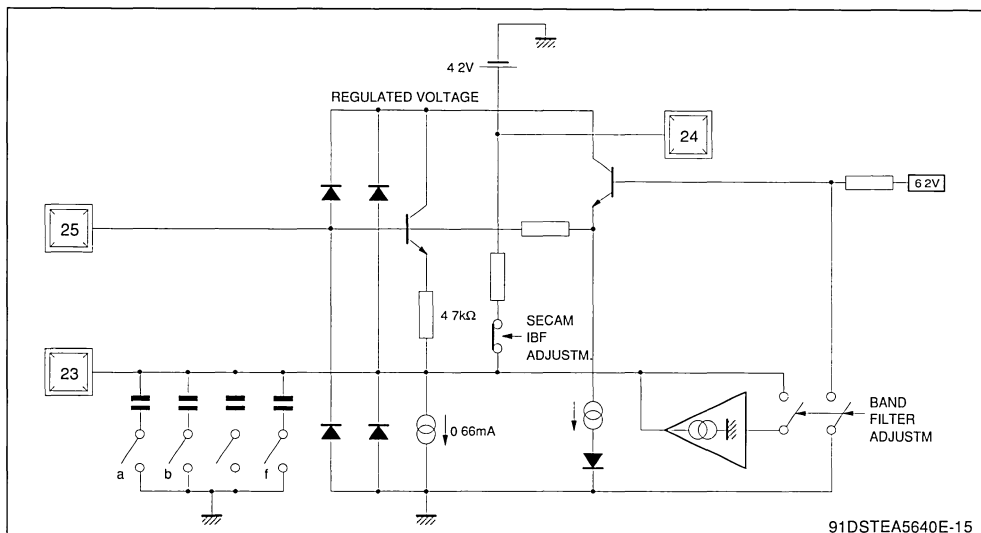 4 2V
REGULATED VOLTAGE
24
6 2V
25
4 7kΩ
SECAM
IBF
ADJUSTM.
23
BAND
FILTER
ADJUSTM
0 66mA
a
b
f
91DSTEA5640E-15